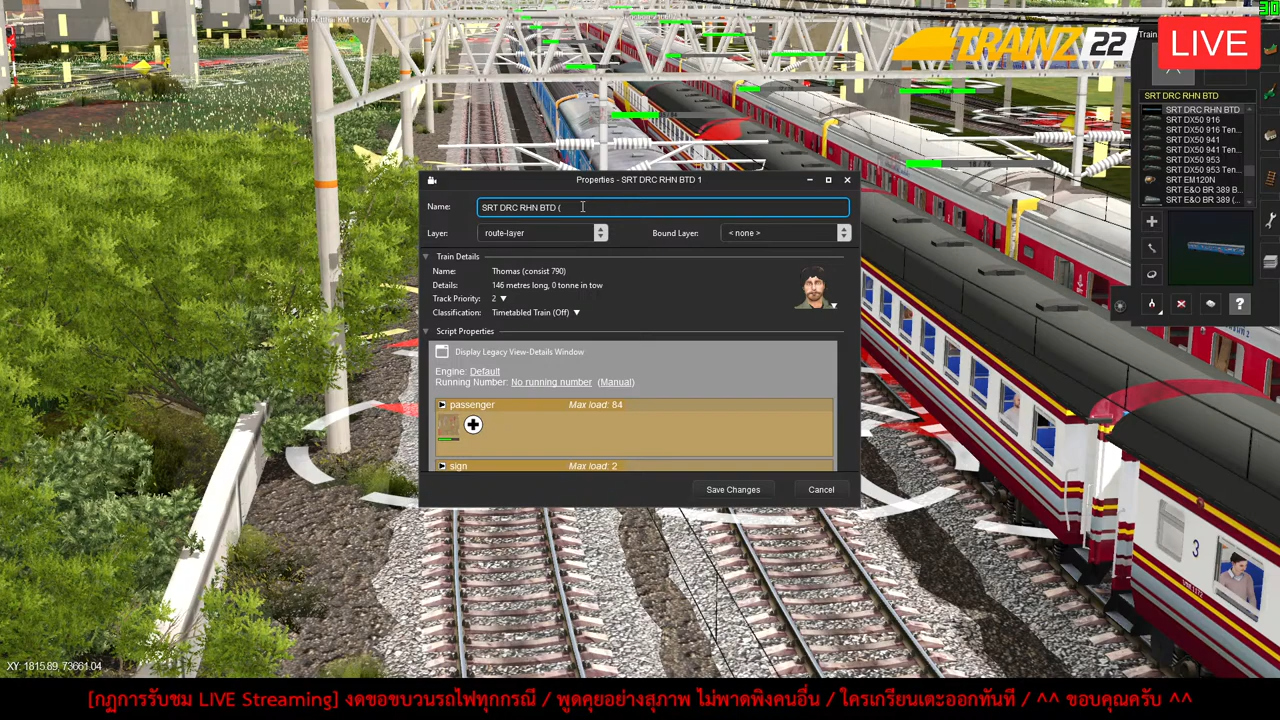 30
TRAINZ 22
LIVE
Train
SRT DRC RHN BTD
SRT DRC RHN BTD
SRT DX50 916
SRT DX50 916 Ten...
SRT DX50 941
SRT DX50 941 Ten...
SRT DX50 953
SRT DX50 953 Ten...
SRT EM120N
SRT E&O BR 389 B...
SRT E&O BR 389 (...
?
Properties - SRT DRC RHN BTD 1
Name: SRT DRC RHN BTD (
Layer: route-layer Bound Layer: < none >
Train Details
Name: Thomas (consist 790)
Details: 146 metres long, 0 tonne in tow
Track Priority: 2
Classification: Timetabled Train (Off)
Script Properties
Display Legacy View-Details Window
Engine: Default
Running Number: No running number (Manual)
passenger Max load: 84
sign Max load: 2
Save Changes Cancel
3
XY: 1815.89 73661.04
[กฏการรับชม LIVE Streaming] งดขอขบวนรถไฟทุกกรณี / พูดคุยอย่างสุภาพ ไม่พาดพิงคนอื่น / ใครเกรียนเตะออกทันที / ^^ ขอบคุณครับ ^^